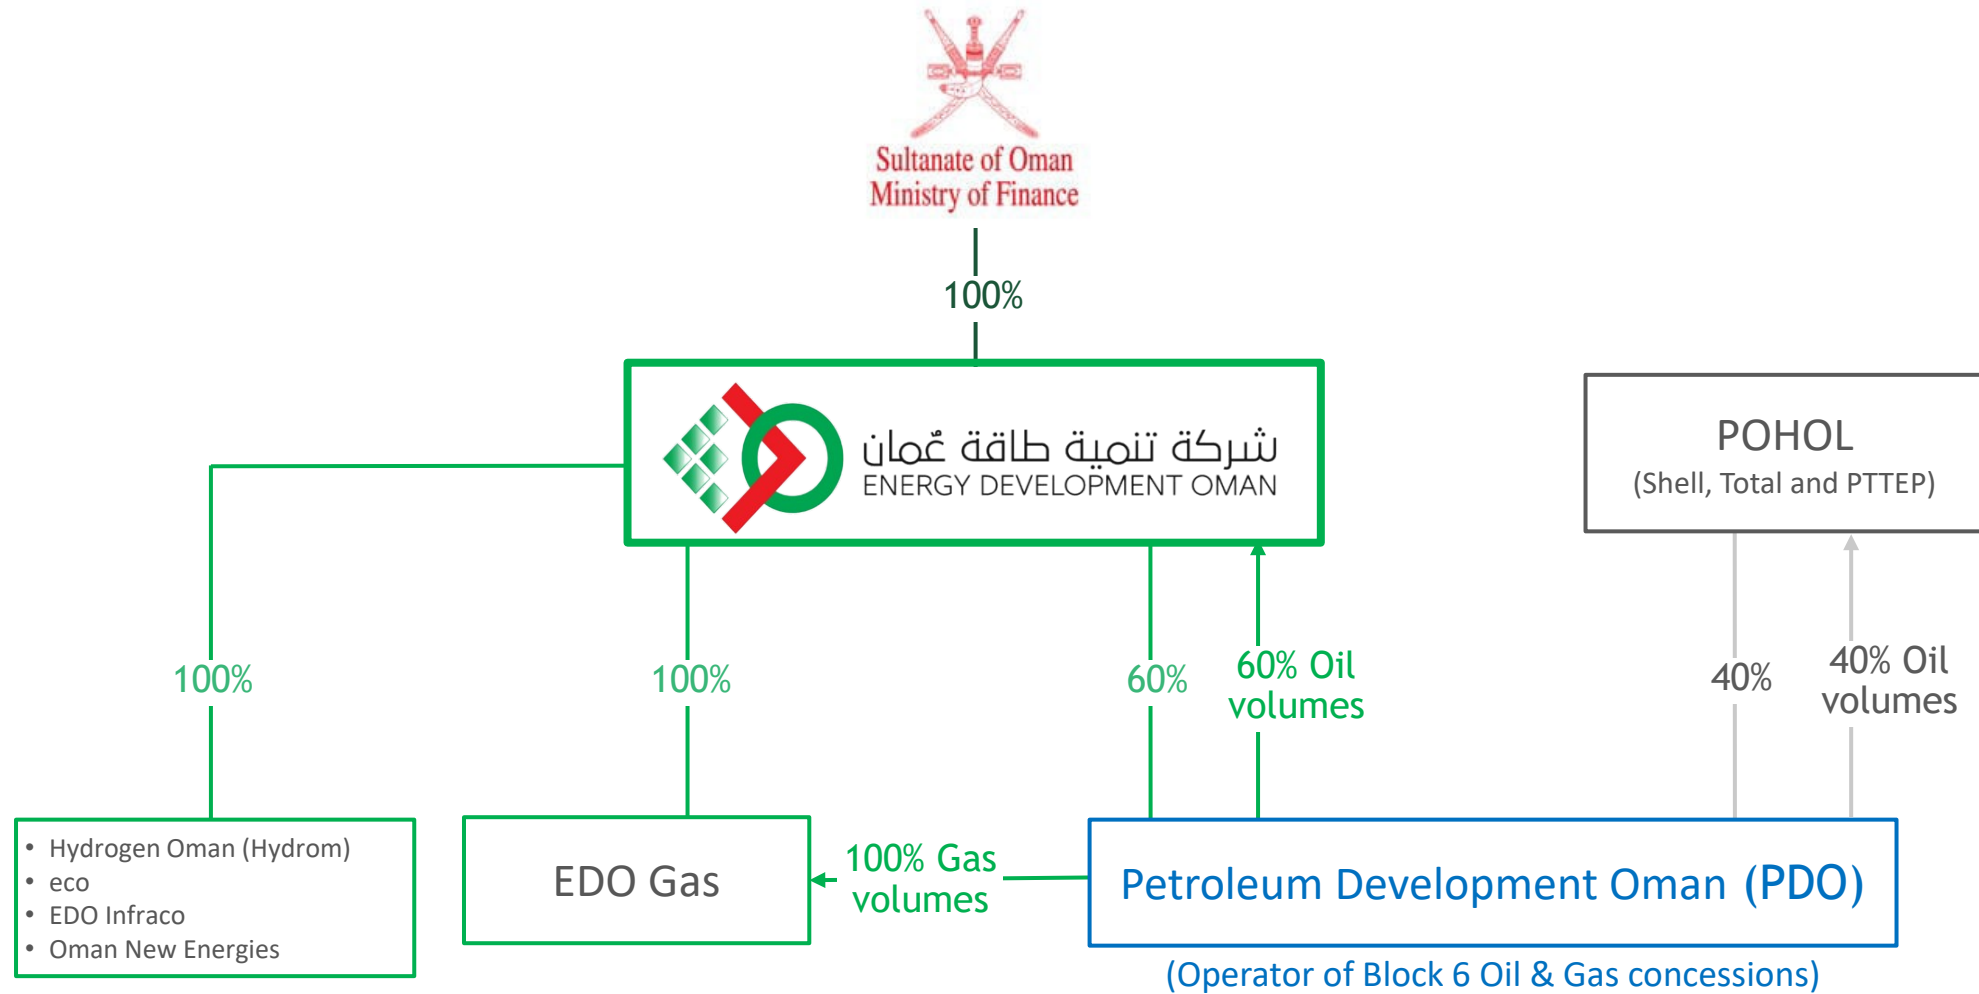 Sultanate of Oman
Ministry of Finance
100%
شركة تنمية طاقة عُمان
ENERGY DEVELOPMENT OMAN
POHOL
(Shell, Total and PTTEP)
100%
100%
60%
60% Oil
volumes
40%
40% Oil
volumes
• Hydrogen Oman (Hydrom)
• eco
• EDO Infraco
• Oman New Energies
EDO Gas
100% Gas
volumes
Petroleum Development Oman (PDO)
(Operator of Block 6 Oil & Gas concessions)